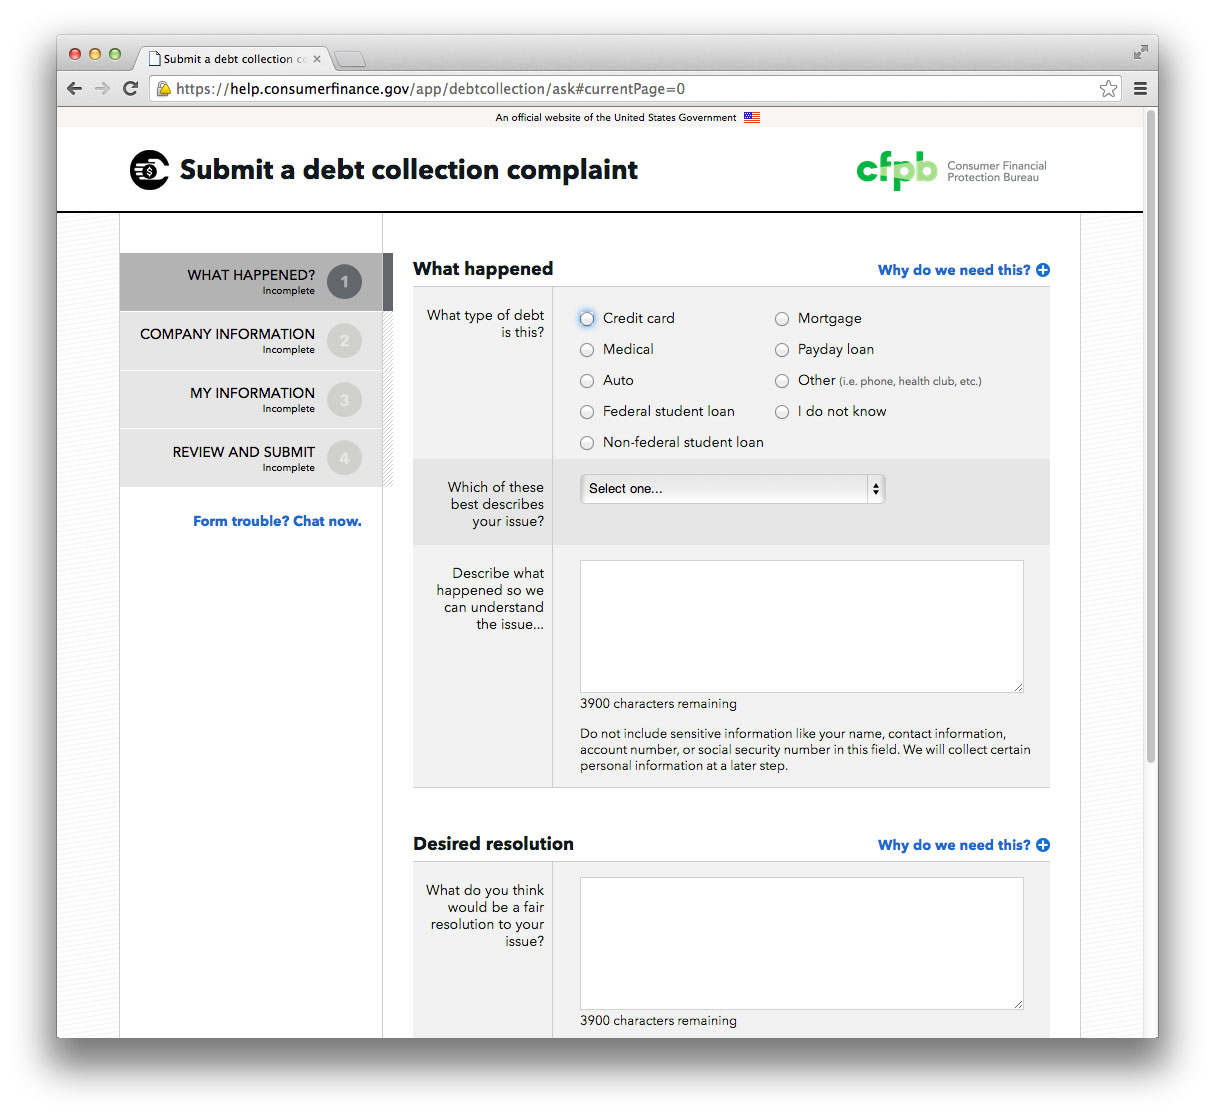 Submit a debt collection cc
https://help.consumerfinance.gov/app/debtcollection/ask#currentPage=0
An official website of the United States Government
Submit a debt collection complaint
cfpb
Consumer Financial
Protection Bureau
WHAT HAPPENED?
Incomplete
1
COMPANY INFORMATION
Incomplete
2
MY INFORMATION
Incomplete
3
REVIEW AND SUBMIT
Incomplete
4
Form trouble? Chat now.
What happened
Why do we need this?
What type of debt
is this?
Credit card
Mortgage
Medical
Payday loan
Auto
Other (i.e. phone, health club, etc.)
Federal student loan
I do not know
Non-federal student loan
Which of these
best describes
your issue?
Select one...
Describe what
happened so we
can understand
the issue...
3900 characters remaining
Do not include sensitive information like your name, contact information,
account number, or social security number in this field. We will collect certain
personal information at a later step.
Desired resolution
Why do we need this?
What do you think
would be a fair
resolution to your
issue?
3900 characters remaining